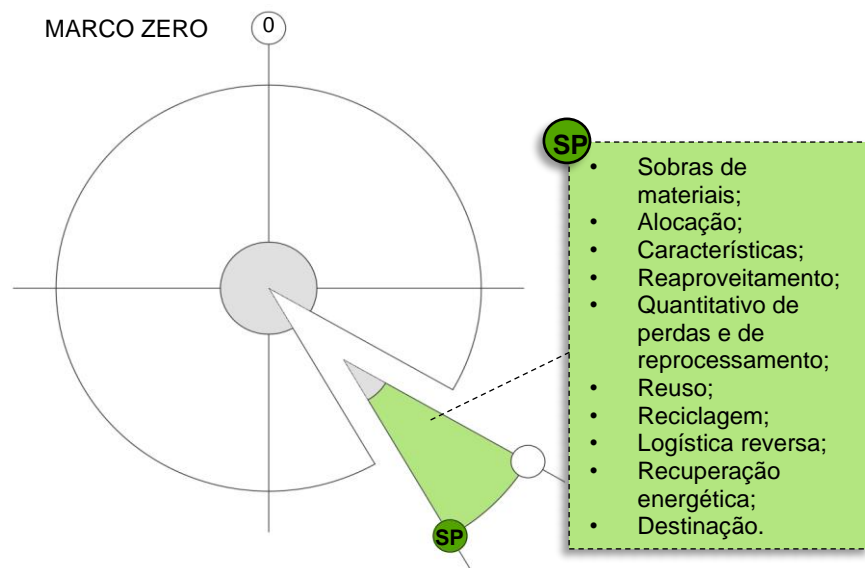 MARCO ZERO
0
SP
• Sobras de
materiais;
• Alocação;
• Características;
• Reaproveitamento;
• Quantitativo de
perdas e de
reprocessamento;
• Reuso;
• Reciclagem;
• Logística reversa;
• Recuperação
energética;
• Destinação.
SP